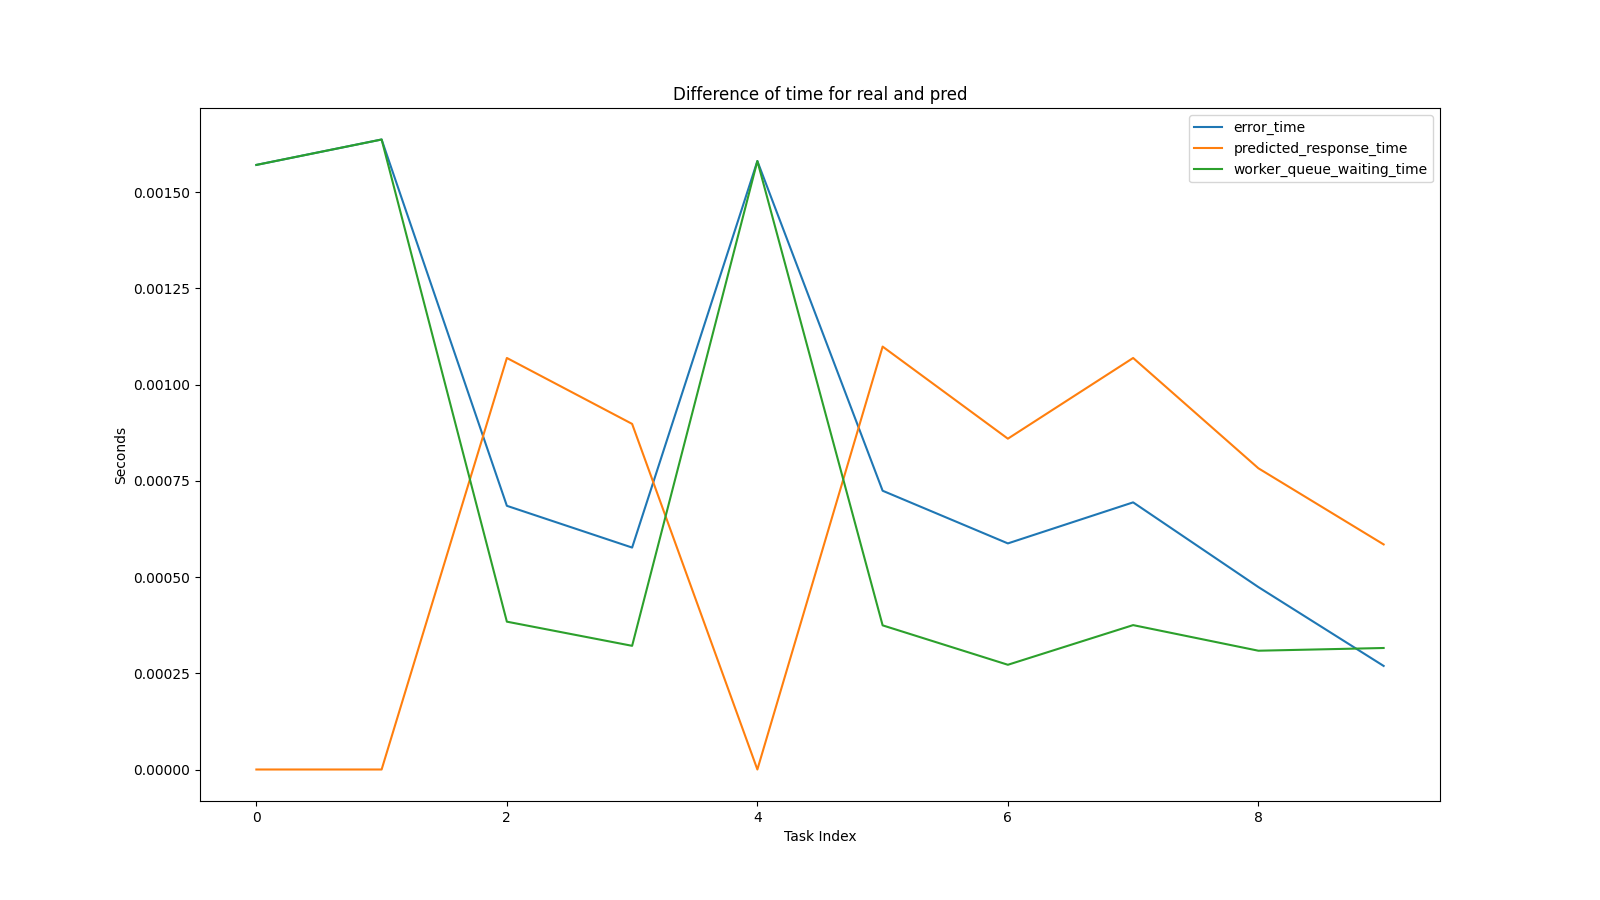 Difference of time for real and pred
error_time
predicted_response_time
worker_queue_waiting_time
0.00150
0.00125
0.00100
0.00075
0.00050
0.00025
0.00000
Seconds
0 2 4 6 8
Task Index